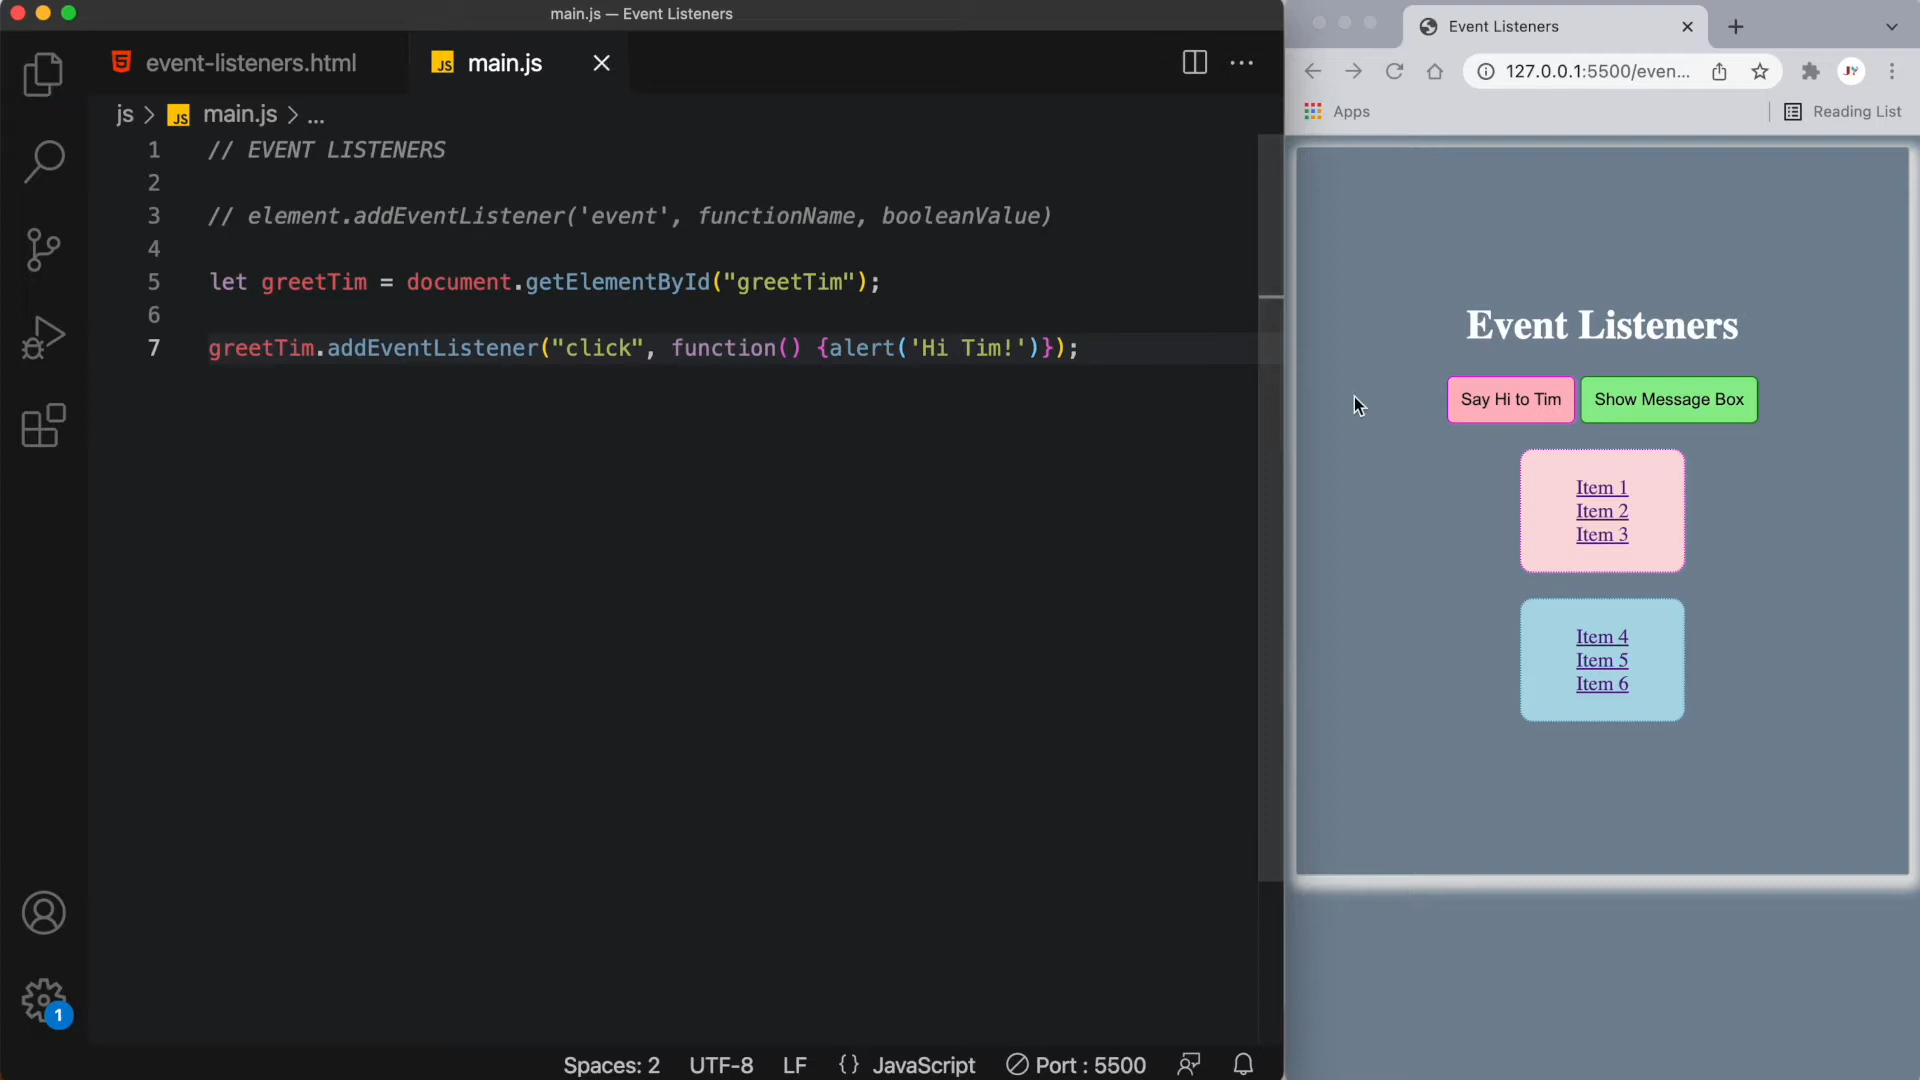 main.js — Event Listeners
event-listeners.html
JS main.js
js > JS main.js > ...
1 // EVENT LISTENERS
2
3 // element.addEventListener('event', functionName, booleanValue)
4
5 let greetTim = document.getElementById("greetTim");
6
7 greetTim.addEventListener("click", function() {alert('Hi Tim!')});
1
Spaces: 2 UTF-8 LF {} JavaScript Port : 5500
Event Listeners
127.0.0.1:5500/even...
JY
Apps
Reading List
Event Listeners
Say Hi to Tim
Show Message Box
Item 1
Item 2
Item 3
Item 4
Item 5
Item 6